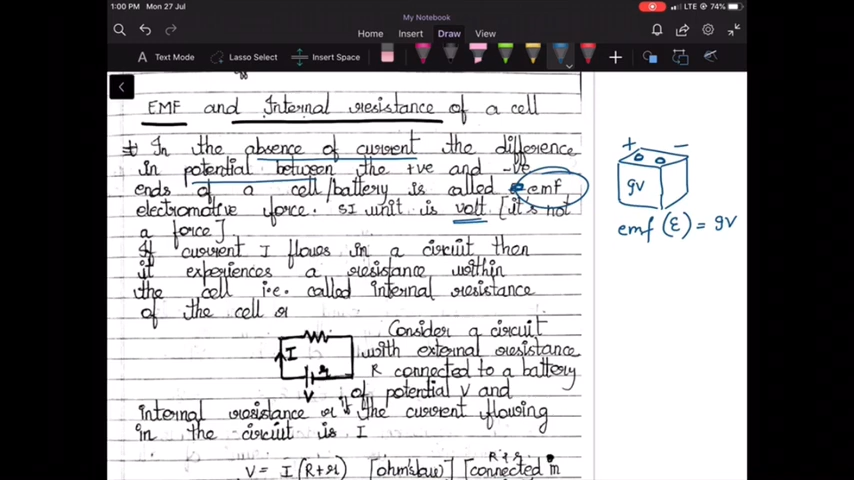 1:00 PM Mon 27 Jul
LTE 74%
My Notebook
Home Insert Draw View
Text Mode Lasso Select Insert Space
EMF and Internal resistance of a cell
In the absence of current the difference
in potential between the +ve and -ve
ends of a cell/battery is called emf
electromotive force. SI unit is volt [it's not
a force]
If current I flows in a circuit then
it experiences a resistance within
the cell i.e. called internal resistance
of the cell r
I
r
V
Consider a circuit
with external resistance
R connected to a battery
of potential V and
internal resistance r if the current flowing
in the circuit is I
R & r
V = I (R+r) [ohm's law] [connected in
+ -
9V
emf (ε) = 9V